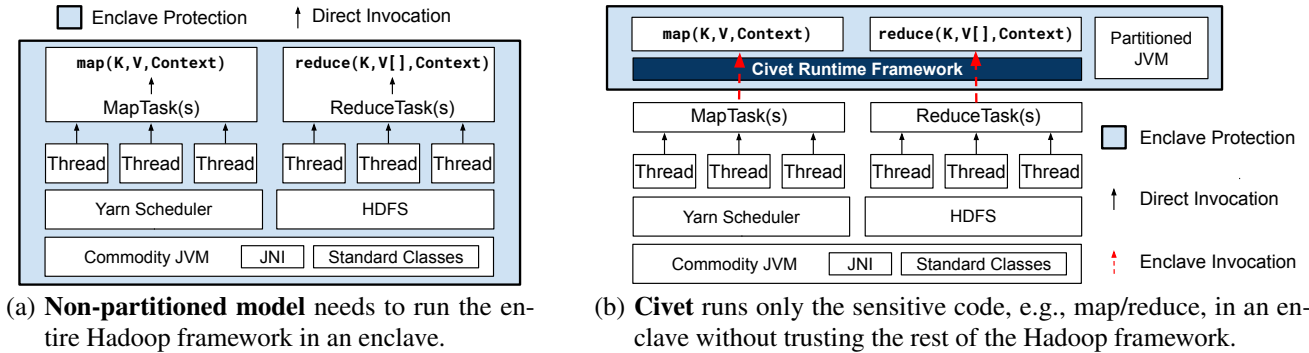 Enclave Protection
Direct Invocation
map(K,V,Context)
reduce(K,V[],Context)
MapTask(s)
ReduceTask(s)
Thread Thread Thread Thread Thread Thread
Yarn Scheduler
HDFS
Commodity JVM
JNI
Standard Classes
(a) Non-partitioned model needs to run the en-
tire Hadoop framework in an enclave.
map(K,V,Context)
reduce(K,V[],Context)
Partitioned
JVM
Civet Runtime Framework
MapTask(s)
ReduceTask(s)
Thread Thread Thread Thread Thread Thread
Yarn Scheduler
HDFS
Commodity JVM
JNI
Standard Classes
Enclave Protection
Direct Invocation
Enclave Invocation
(b) Civet runs only the sensitive code, e.g., map/reduce, in an en-
clave without trusting the rest of the Hadoop framework.